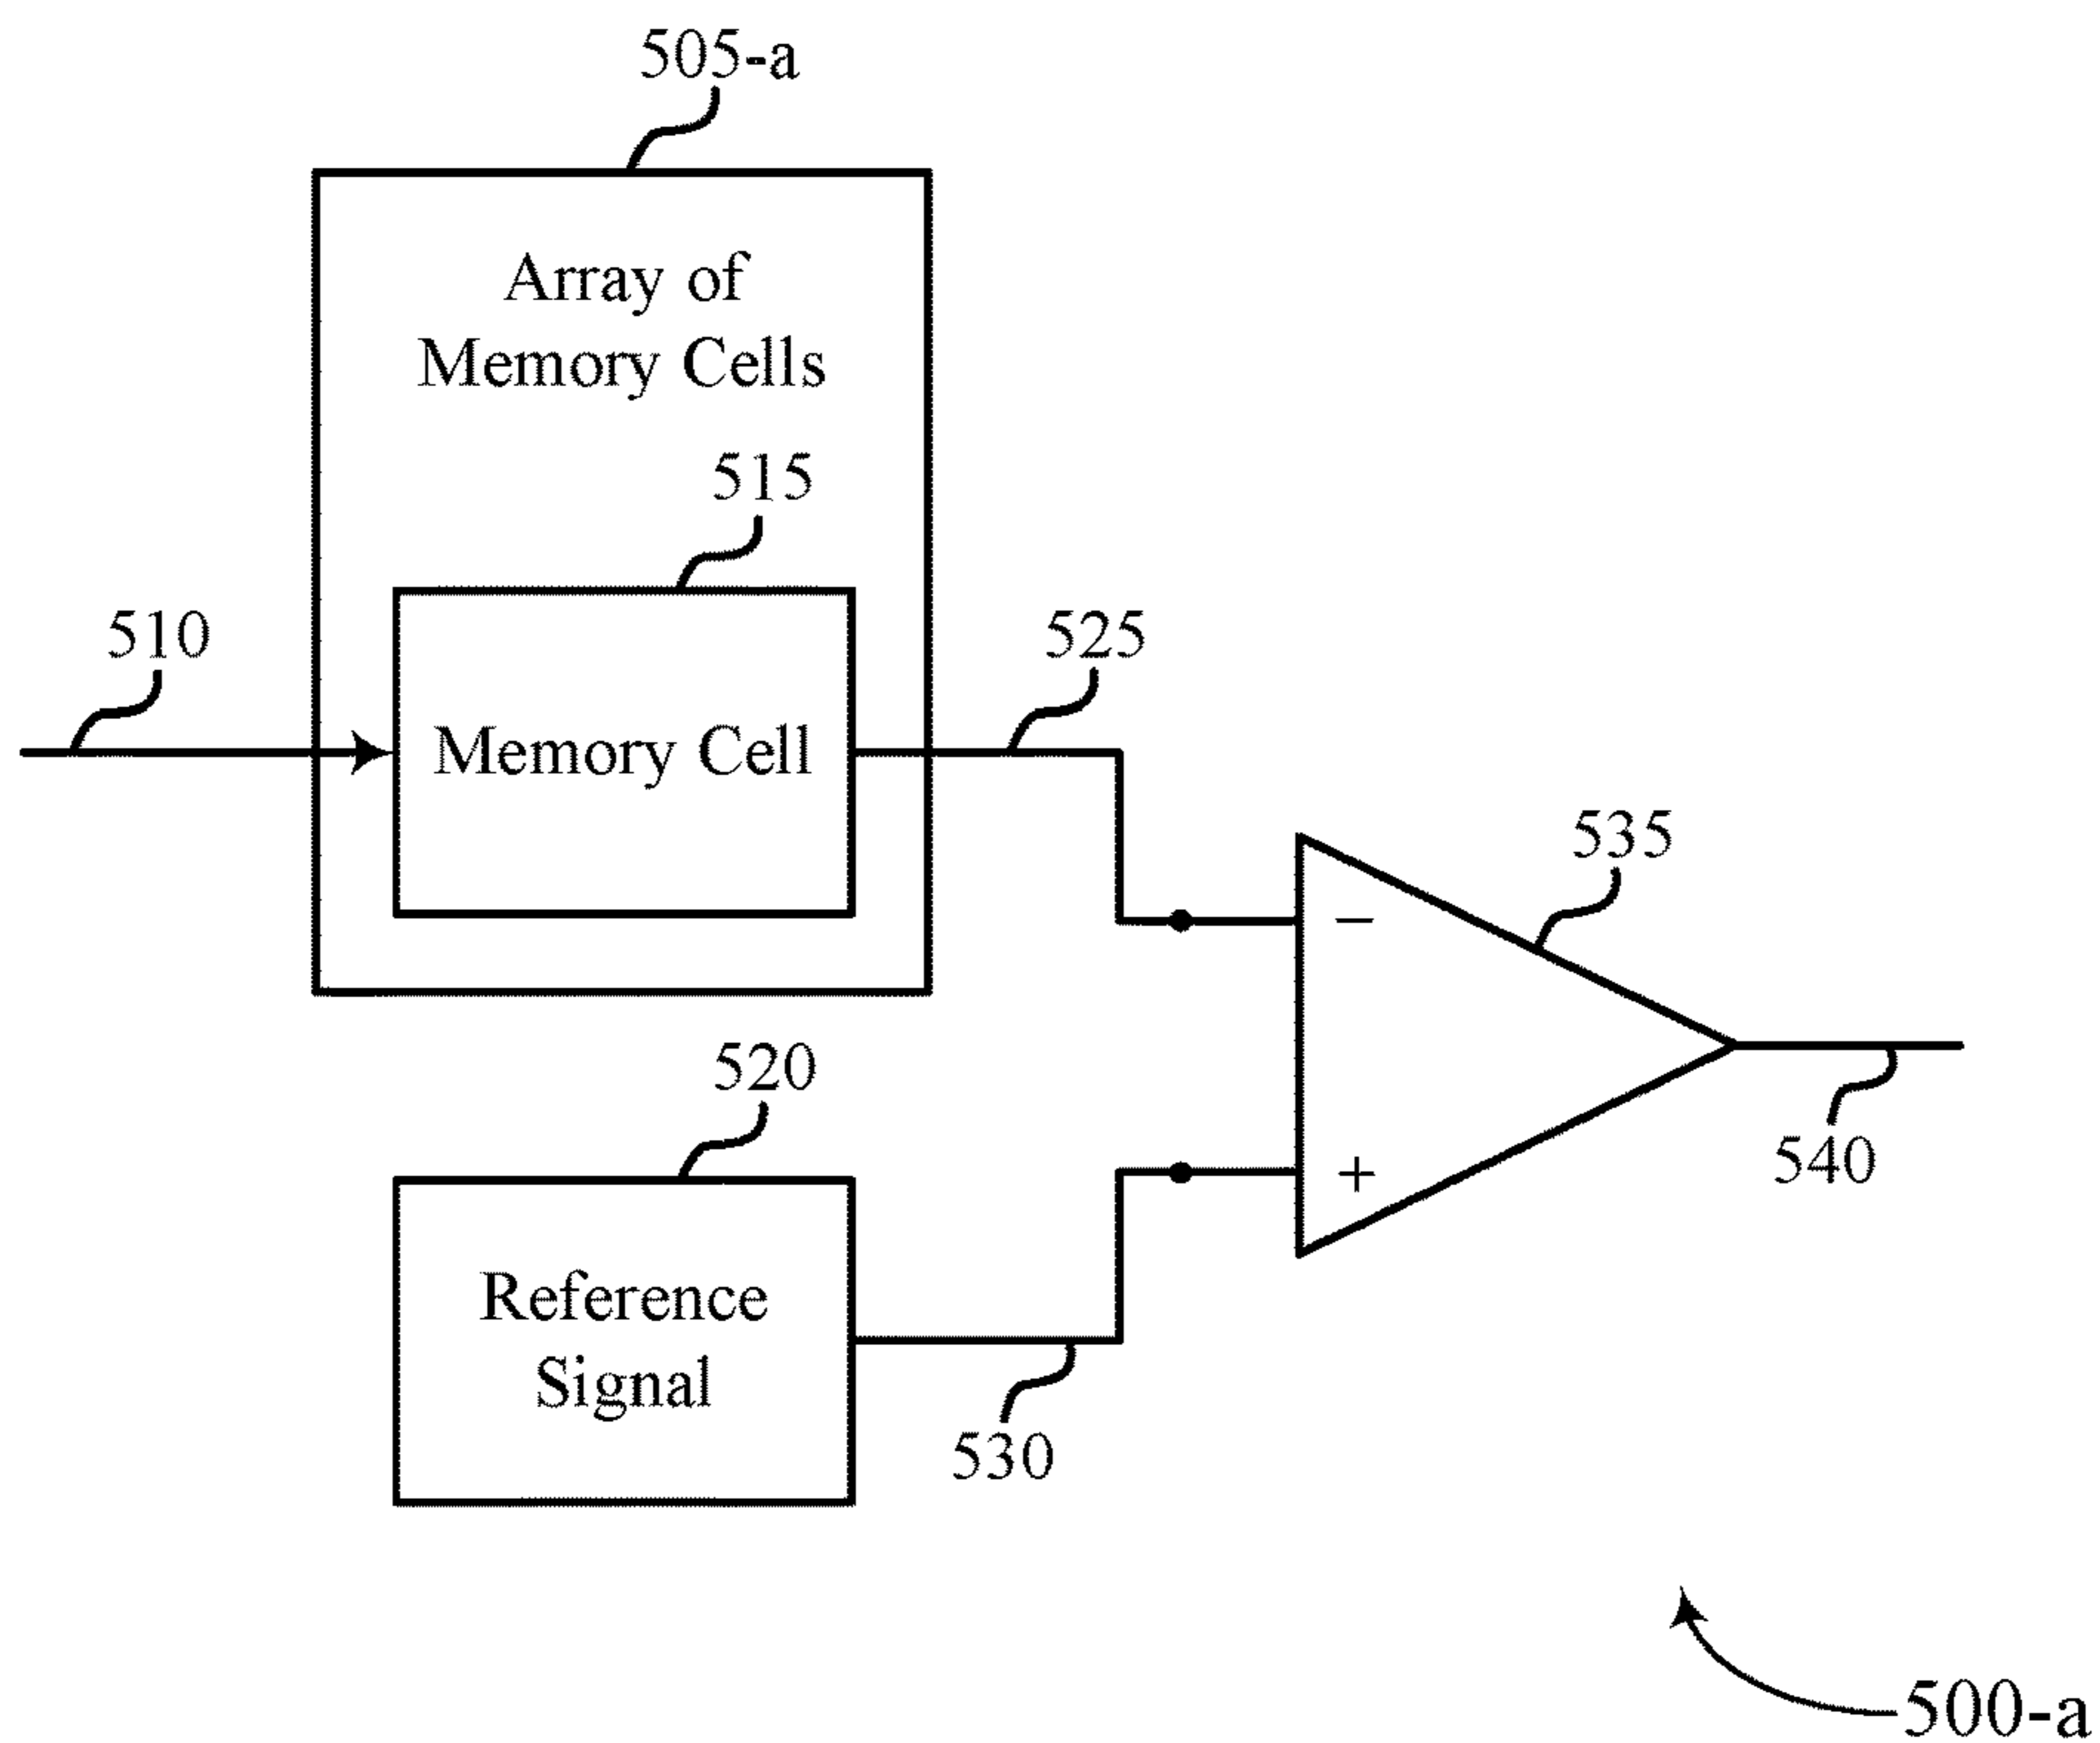 505-a
Array of
Memory Cells
515
510
525
Memory Cell
535
−
520
540
+
Reference
Signal
530
500-a